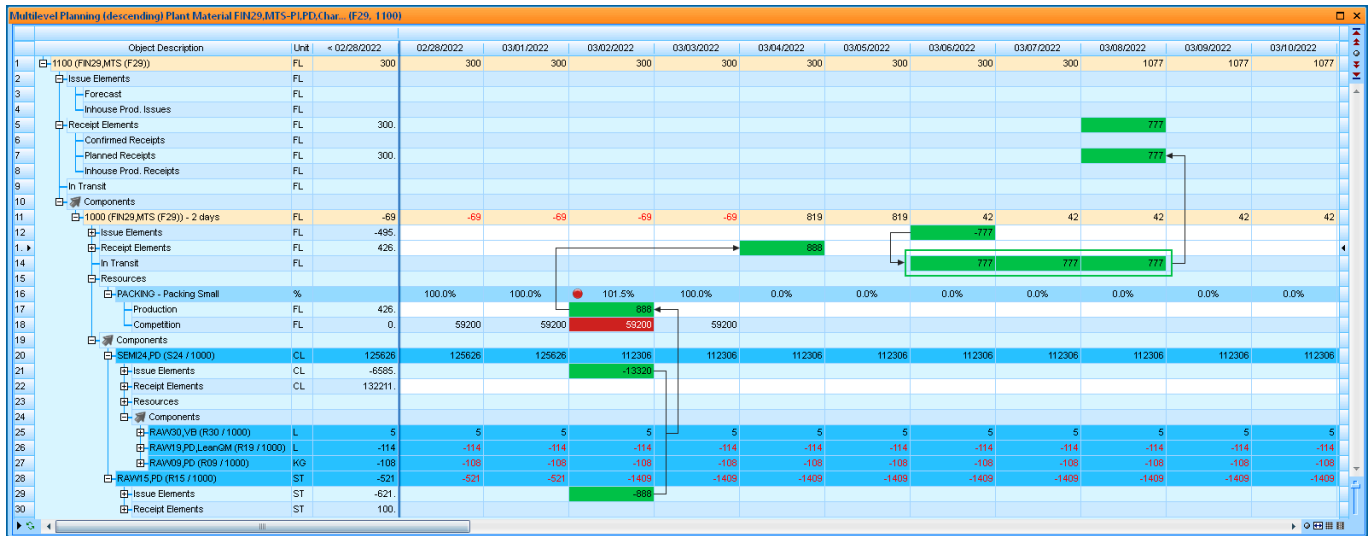 Multilevel Planning (descending) Plant Material FIN29,MTS-PI,PD,Char... (F29, 1100)
Object Description Unit < 02/28/2022 02/28/2022 03/01/2022 03/02/2022 03/03/2022 03/04/2022 03/05/2022 03/06/2022 03/07/2022 03/08/2022 03/09/2022 03/10/2022
1 1100 (FIN29,MTS (F29)) FL 300 300 300 300 300 300 300 300 300 1077 1077 1077
2 Issue Elements FL
3 Forecast FL
4 Inhouse Prod. Issues FL
5 Receipt Elements FL 300. 777
6 Confirmed Receipts FL
7 Planned Receipts FL 300. 777
8 Inhouse Prod. Receipts FL
9 In Transit FL
10 Components
11 1000 (FIN29,MTS (F29)) - 2 days FL -69 -69 -69 -69 -69 819 819 42 42 42 42 42
12 Issue Elements FL -495. -777
1. Receipt Elements FL 426. 888
14 In Transit FL 777 777 777
15 Resources
16 PACKING - Packing Small % 100.0% 100.0% 101.5% 100.0% 0.0% 0.0% 0.0% 0.0% 0.0% 0.0% 0.0%
17 Production FL 426. 888
18 Competition FL 0. 59200 59200 59200 59200
19 Components
20 SEMI24,PD (S24 / 1000) CL 125626 125626 125626 112306 112306 112306 112306 112306 112306 112306 112306 112306
21 Issue Elements CL -6585. -13320
22 Receipt Elements CL 132211.
23 Resources
24 Components
25 RAW30,VB (R30 / 1000) L 5 5 5 5 5 5 5 5 5 5 5 5
26 RAW19,PD,LeanGM (R19 / 1000) L -114 -114 -114 -114 -114 -114 -114 -114 -114 -114 -114 -114
27 RAW09,PD (R09 / 1000) KG -108 -108 -108 -108 -108 -108 -108 -108 -108 -108 -108 -108
28 RAW15,PD (R15 / 1000) ST -521 -521 -521 -1409 -1409 -1409 -1409 -1409 -1409 -1409 -1409 -1409
29 Issue Elements ST -621. -888
30 Receipt Elements ST 100.